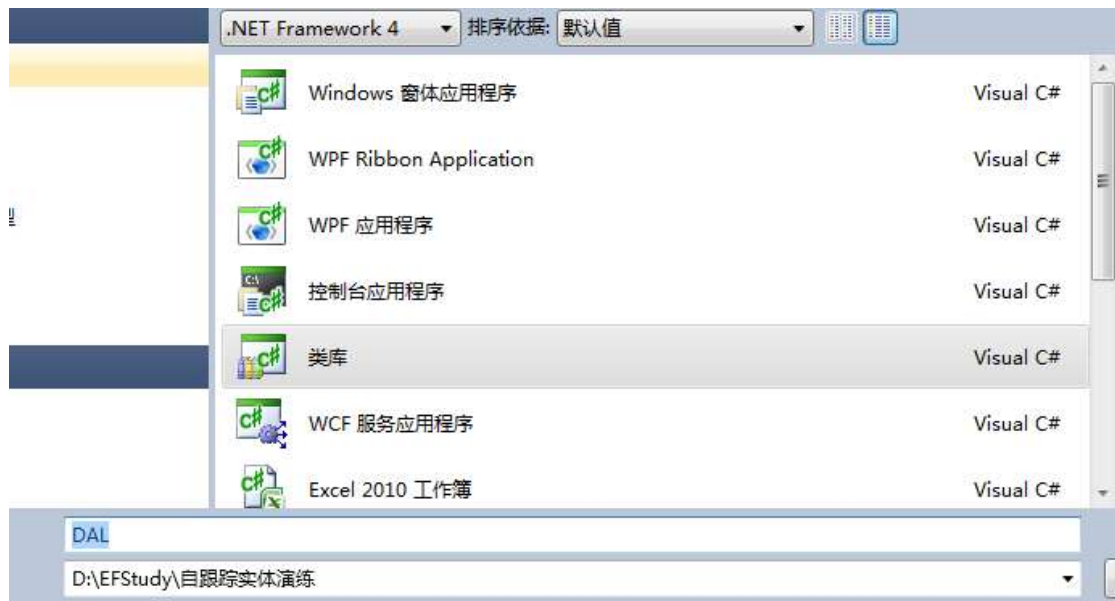 .NET Framework 4 排序依据: 默认值
Windows 窗体应用程序 Visual C#
WPF Ribbon Application Visual C#
WPF 应用程序 Visual C#
型
控制台应用程序 Visual C#
类库 Visual C#
WCF 服务应用程序 Visual C#
Excel 2010 工作簿 Visual C#
DAL
D:\EFStudy\自跟踪实体演练